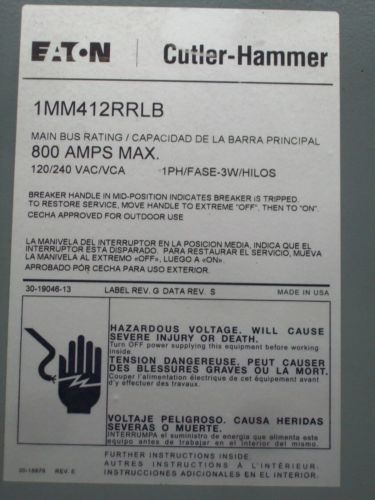 EATON | Cutler-Hammer
1MM412RRLB
MAIN BUS RATING / CAPACIDAD DE LA BARRA PRINCIPAL
800 AMPS MAX.
120/240 VAC/VCA 1PH/FASE-3W/HILOS
BREAKER HANDLE IN MID-POSITION INDICATES BREAKER IS TRIPPED.
TO RESTORE SERVICE, MOVE HANDLE TO EXTREME "OFF", THEN TO "ON".
CECHA APPROVED FOR OUTDOOR USE
LA MANIVELA DEL INTERRUPTOR EN LA POSICION MEDIA, INDICA QUE EL
INTERRUPTOR ESTA DISPARADO. PARA RESTAURAR EL SERVICIO, MUEVA
LA MANIVELA AL EXTREMO «OFF», LUEGO A «ON».
APROBADO PÓR CECHA PARA USO EXTERIOR.
30-19046-13 LABEL REV. G DATA REV. S MADE IN USA
HAZARDOUS VOLTAGE. WILL CAUSE
SEVERE INJURY OR DEATH.
Turn OFF power supplying this equipment before working
inside.
TENSION DANGEREUSE. PEUT CAUSER
DES BLESSURES GRAVES OU LA MORT.
Couper l'alimentation électrique de cet équipement avant
d'y effectuer des travaux.
VOLTAJE PELIGROSO. CAUSA HERIDAS
SEVERAS O MUERTE.
INTERRUMPA el suministro de energia que alimenta este
equipo antes de trabajar en el interior del mismo.
FURTHER INSTRUCTIONS INSIDE.
AUTRES INSTRUCTIONS A L'INTÉRIEUR.
INSTRUCCIONES ADICIONALES EN EL INTERIOR.
REV. E